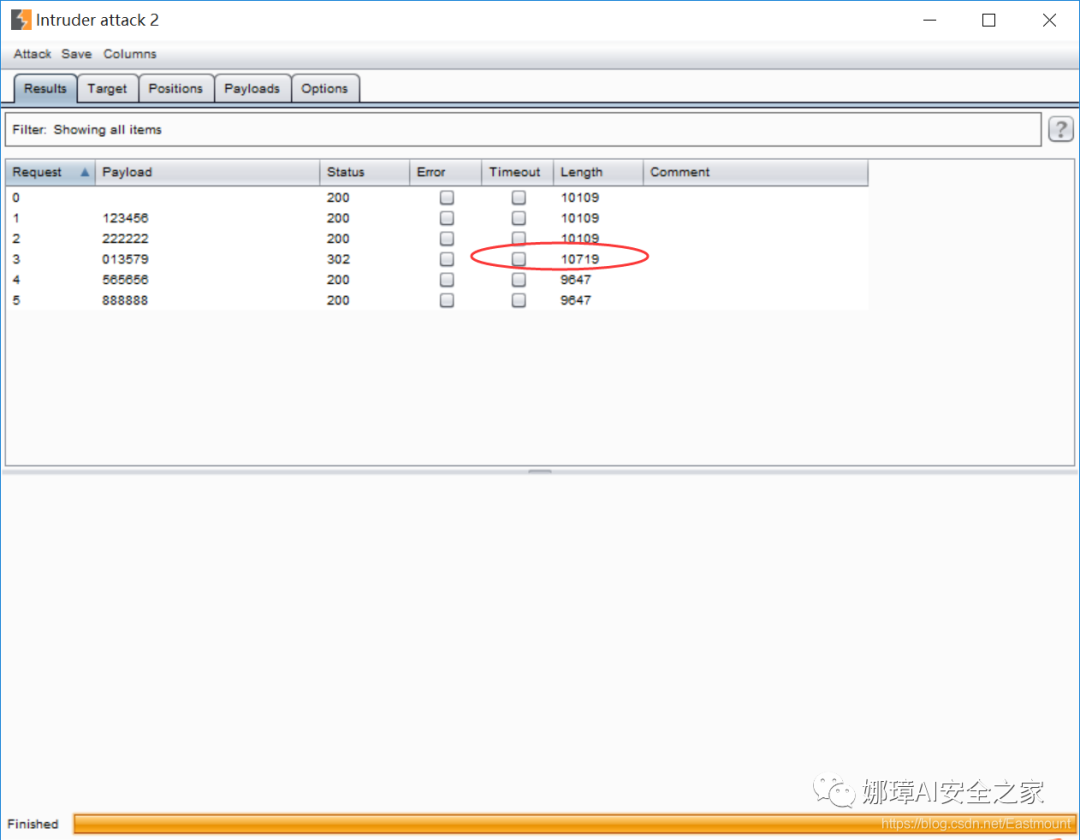 Intruder attack 2
Attack Save Columns
Results Target Positions Payloads Options
Filter: Showing all items ?
Request Payload Status Error Timeout Length Comment
0 200 10109
1 123456 200 10109
2 222222 200 10109
3 013579 302 10719
4 565656 200 9647
5 888888 200 9647
娜璋AI安全之家
https://blog.csdn.net/Eastmount
Finished